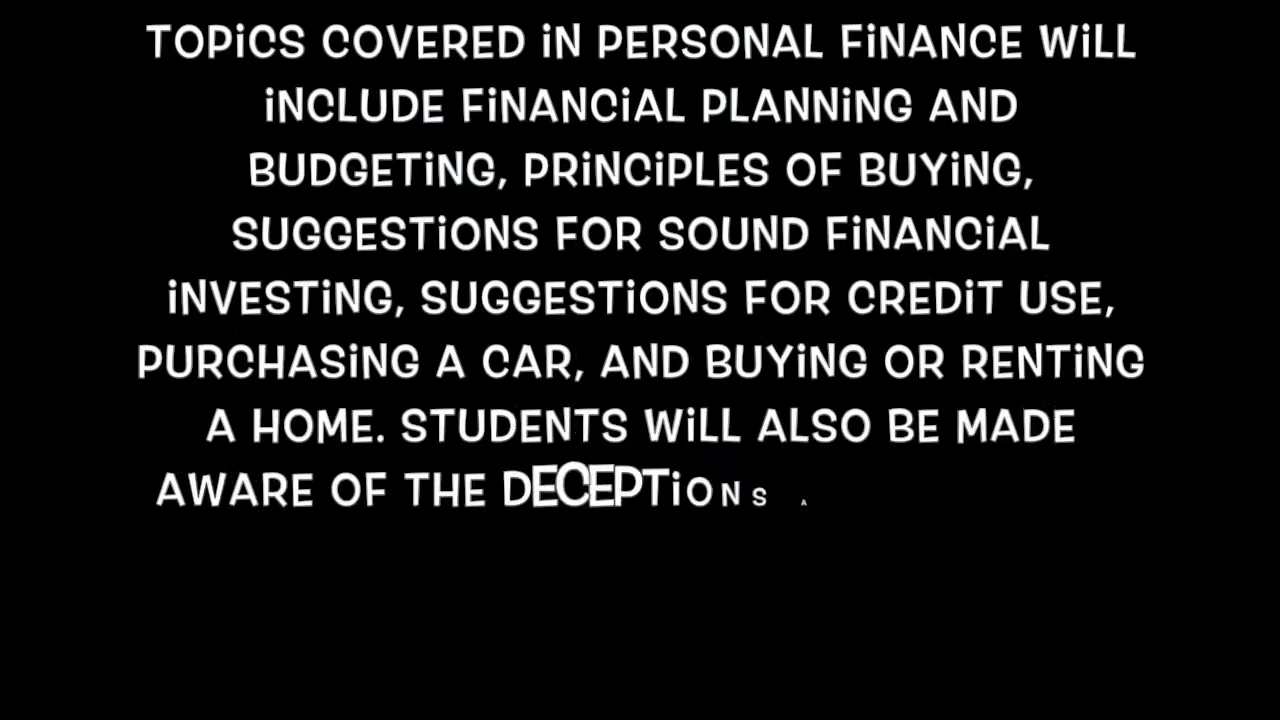 TOPiCS COVERED iN PERSONAL FiNANCE WiLL
iNCLUDE FiNANCiAL PLANNiNG AND
BUDGETiNG, PRiNCiPLES OF BUYiNG,
SUGGESTiONS FOR SOUND FiNANCiAL
iNVESTiNG, SUGGESTiONS FOR CREDiT USE,
PURCHASiNG A CAR, AND BUYiNG OR RENTiNG
A HOME. STUDENTS WiLL ALSO BE MADE
AWARE OF THE DECEPTiONS A